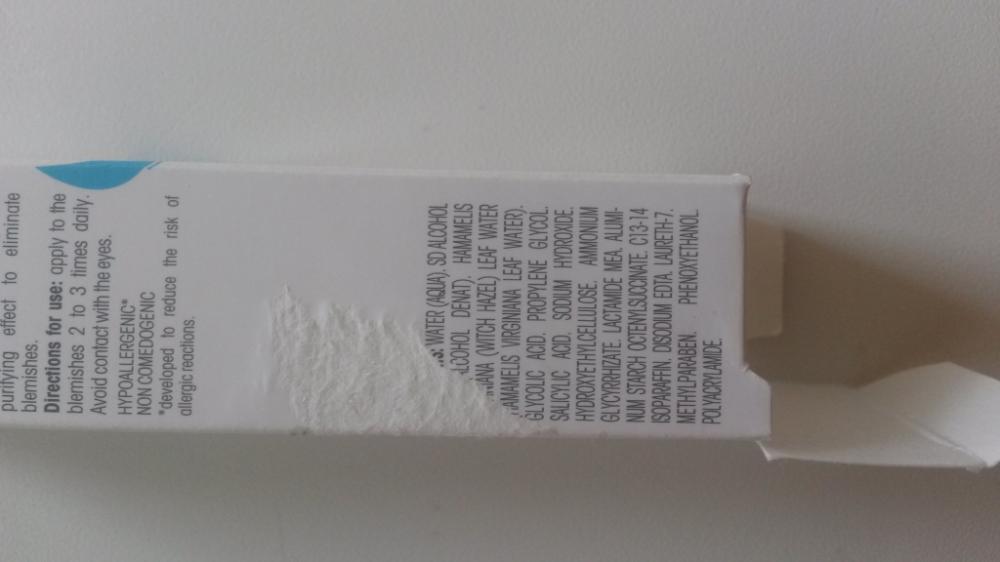 purifying effect to eliminate
blemishes.
Directions for use: apply to the
blemishes 2 to 3 times daily.
Avoid contact with the eyes.
HYPOALLERGENIC*
NON COMEDOGENIC
*developed to reduce the risk of
allergic reactions.
S: WATER (AQUA). SD ALCOHOL
ALCOHOL DENAT). HAMAMELIS
NIANA (WITCH HAZEL) LEAF WATER
HAMAMELIS VIRGINIANA LEAF WATER).
GLYCOLIC ACID. PROPYLENE GLYCOL.
SALICYLIC ACID. SODIUM HYDROXIDE.
HYDROXYETHYLCELLULOSE. AMMONIUM
GLYCYRRHIZATE. LACTAMIDE MEA. ALUMI-
NUM STARCH OCTENYLSUCCINATE. C13-14
ISOPARAFFIN. DISODIUM EDTA. LAURETH-7.
METHYLPARABEN. PHENOXYETHANOL
POLYACRYLAMIDE.